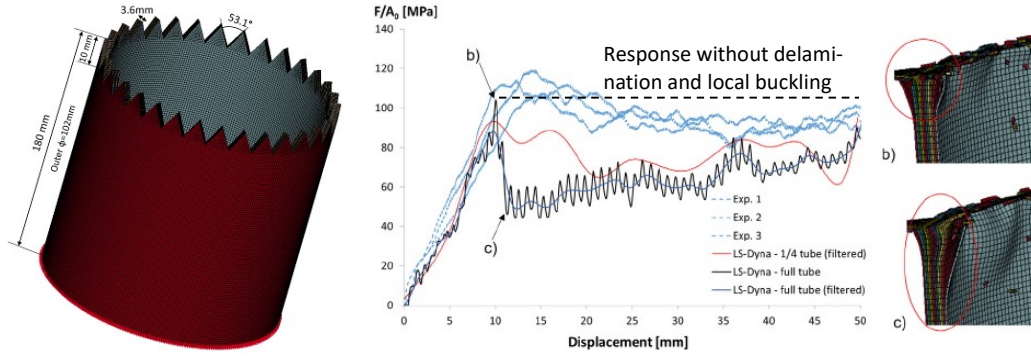 3.6mm
53.1°
10 mm
180 mm
Outer ϕ=102mm
F/A₀ [MPa]
140
120
100
80
60
40
20
0
0
5
10
15
20
25
30
35
40
45
50
Displacement [mm]
b)
c)
Response without delami-
nation and local buckling
Exp. 1
Exp. 2
Exp. 3
LS-Dyna - 1/4 tube (filtered)
LS-Dyna - full tube
LS-Dyna - full tube (filtered)
b)
c)